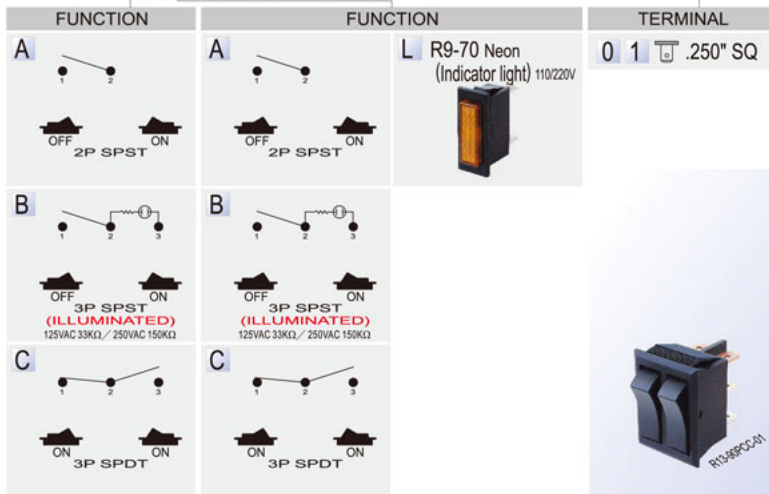 FUNCTION
FUNCTION
TERMINAL
A
1 2
OFF ON
2P SPST
A
1 2
OFF ON
2P SPST
L R9-70 Neon
(Indicator light) 110/220V
0 1 .250" SQ
B
1 2 3
OFF ON
3P SPST
(ILLUMINATED)
125VAC 33KΩ／250VAC 150KΩ
B
1 2 3
OFF ON
3P SPST
(ILLUMINATED)
125VAC 33KΩ／250VAC 150KΩ
C
1 2 3
ON ON
3P SPDT
C
1 2 3
ON ON
3P SPDT
R13-90PCC-01